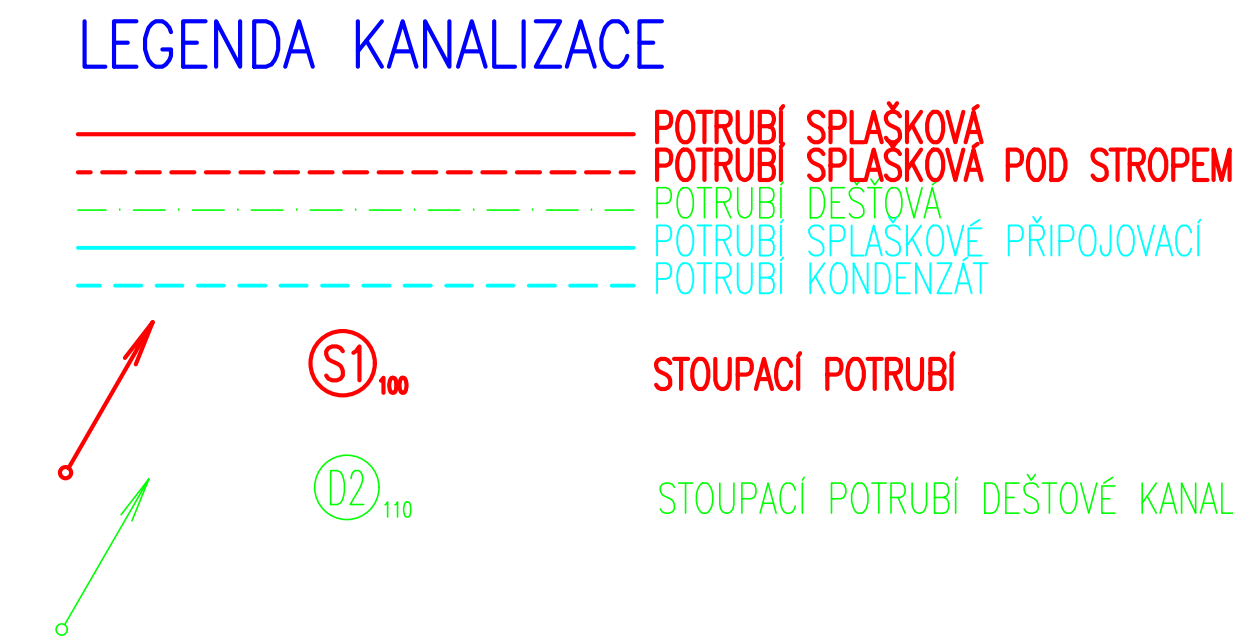 LEGENDA KANALIZACE
POTRUBÍ SPLAŠKOVÁ
POTRUBÍ SPLAŠKOVÁ POD STROPEM
POTRUBÍ DEŠŤOVÁ
POTRUBÍ SPLAŠKOVÉ PŘIPOJOVACÍ
POTRUBÍ KONDENZÁT
S1 100 STOUPACÍ POTRUBÍ
D2 110 STOUPACÍ POTRUBÍ DEŠTOVÉ KANAL